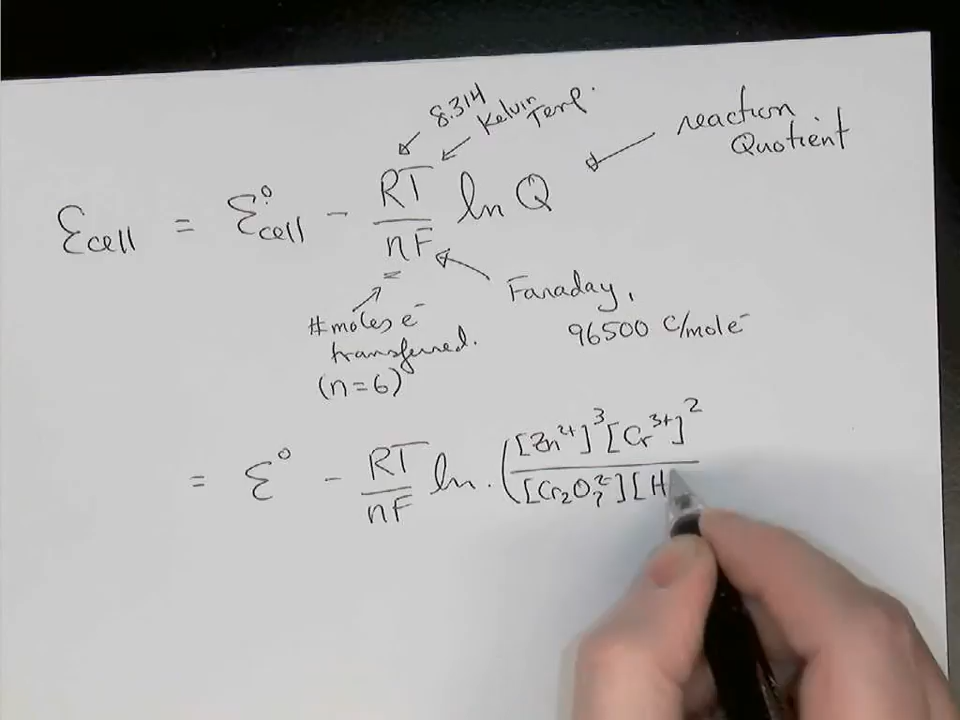 8.314
Kelvin Temp.
reaction
Quotient
Ecell = E°cell - RT/nF ln Q
Faraday,
96500 C/mole⁻
#moles e⁻
transferred.
(n=6)
= E° - RT/nF ln. ([Zn²⁺]³[Cr³⁺]²/[Cr₂O₇²⁻][H